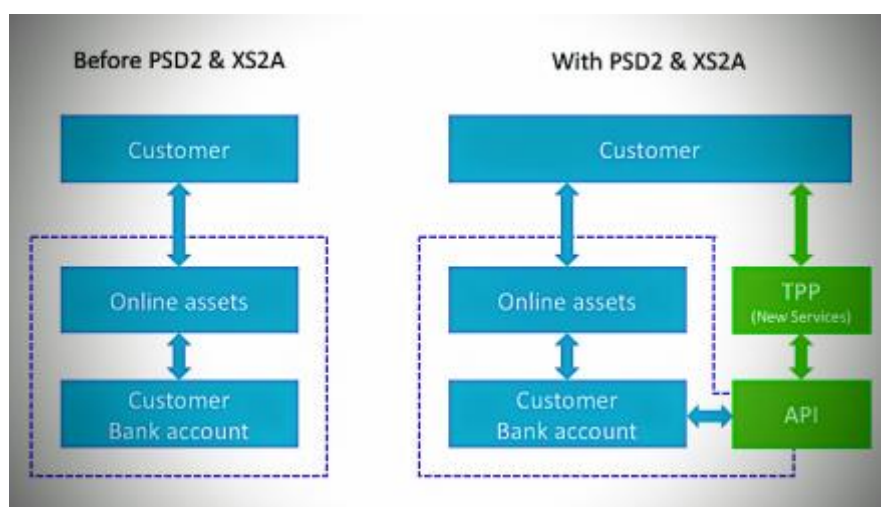 Before PSD2 & XS2A
With PSD2 & XS2A
Customer
Customer
Online assets
Online assets
TPP
(New Services)
Customer
Bank account
Customer
Bank account
API